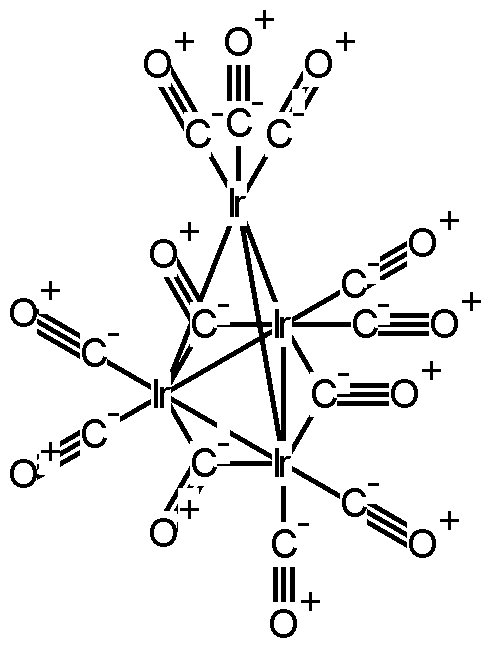 O+ O+ O+
C- C- C-
Ir
O+ O+
C-
O+ C- Ir C- O+
C-
Ir C- O+
C-
O+ C- Ir
O+ C-
C- O+
O+